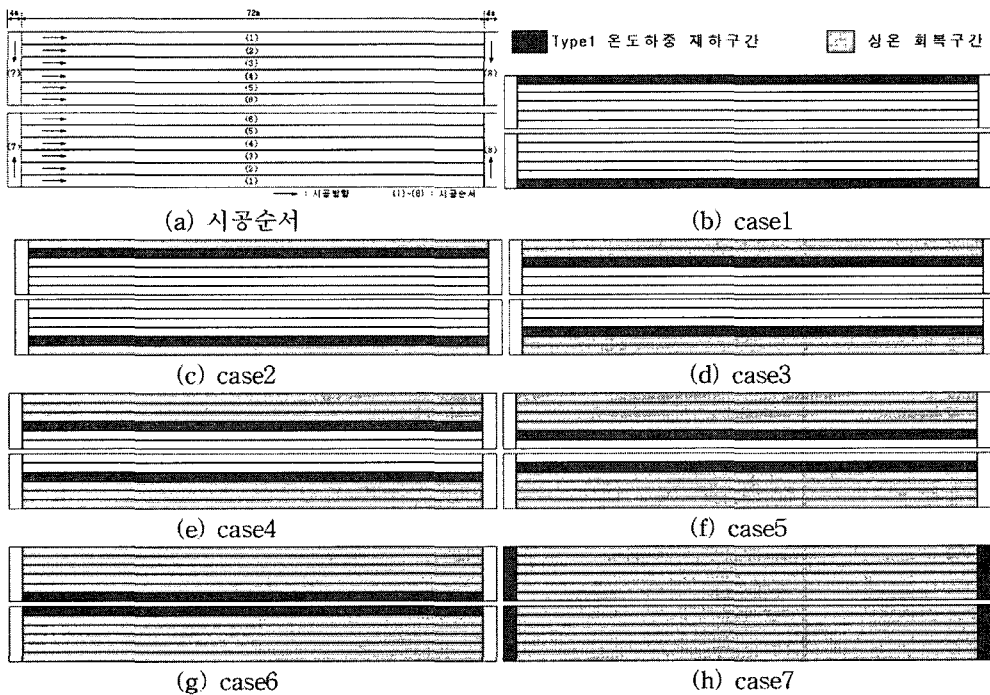 4m 72m 4m
(1)
(2)
(3)
(4)
(5)
(6)
(7) (8)
(6)
(5)
(4)
(3)
(2)
(1)
(7) (8)
: 시공방향 (1)~(8) : 시공순서
(a) 시공순서
Type1 온도하중 재하구간 상온 회복구간
(b) case1
(c) case2
(d) case3
(e) case4
(f) case5
(g) case6
(h) case7